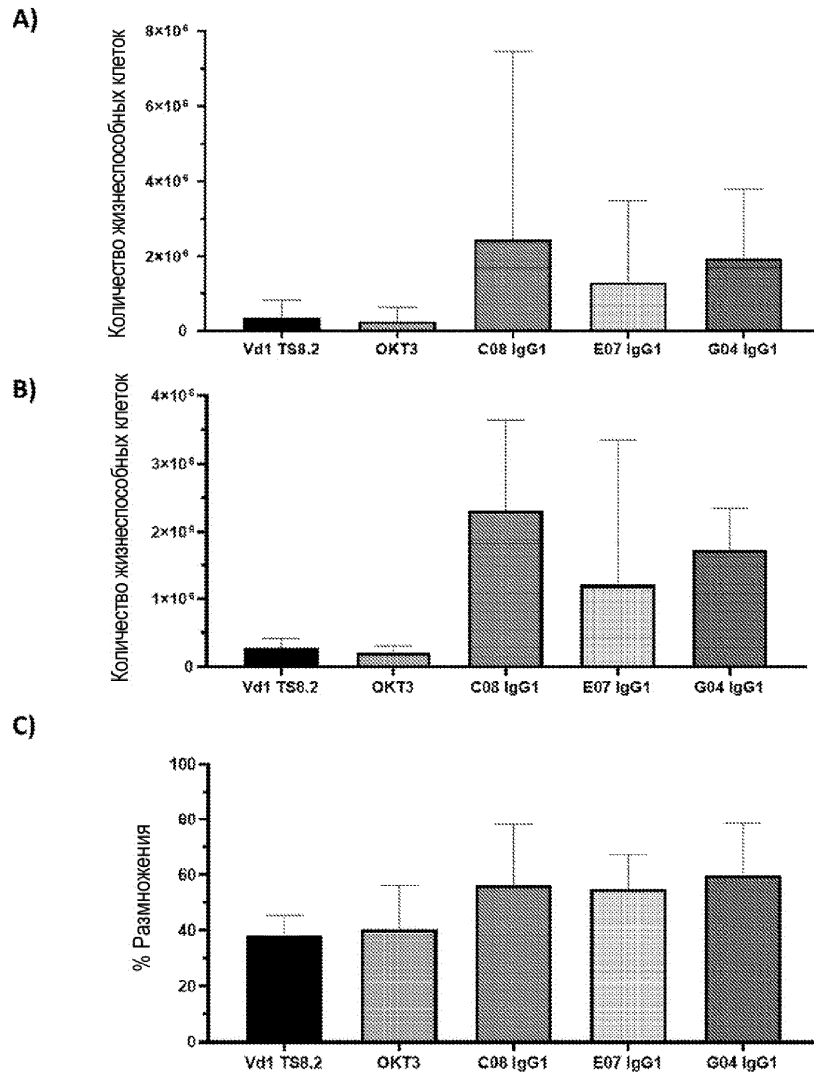 A)
Количество жизнеспособных клеток
8×10⁶
6×10⁶
4×10⁶
2×10⁶
0
Vd1 TS8.2 OKT3 C08 IgG1 E07 IgG1 G04 IgG1
B)
Количество жизнеспособных клеток
4×10⁶
3×10⁶
2×10⁶
1×10⁶
0
Vd1 TS8.2 OKT3 C08 IgG1 E07 IgG1 G04 IgG1
C)
% Размножения
100
80
60
40
20
0
Vd1 TS8.2 OKT3 C08 IgG1 E07 IgG1 G04 IgG1